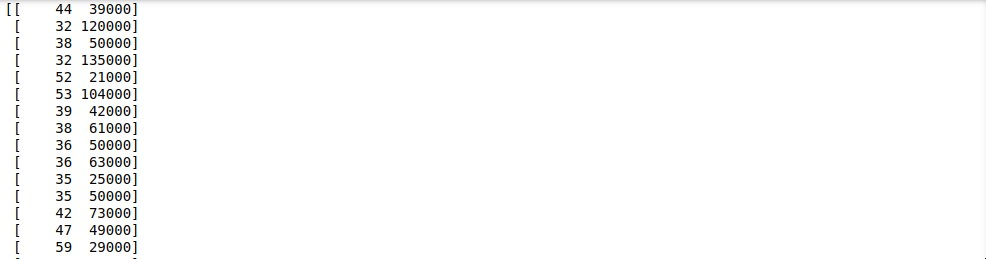 [[    44  39000]
 [    32 120000]
 [    38  50000]
 [    32 135000]
 [    52  21000]
 [    53 104000]
 [    39  42000]
 [    38  61000]
 [    36  50000]
 [    36  63000]
 [    35  25000]
 [    35  50000]
 [    42  73000]
 [    47  49000]
 [    59  29000]